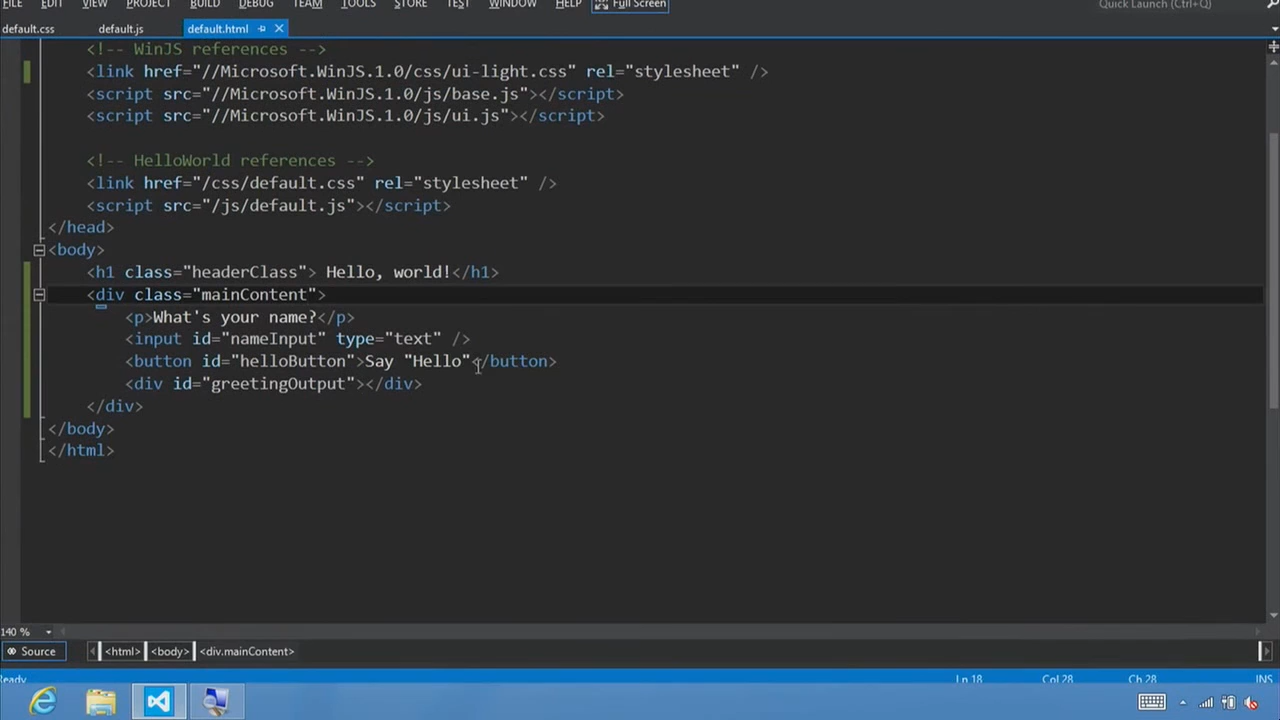 FILE EDIT VIEW PROJECT BUILD DEBUG TEAM TOOLS STORE TEST WINDOW HELP Full Screen Quick Launch (Ctrl+Q)
default.css default.js default.html
<!-- WinJS references -->
<link href="//Microsoft.WinJS.1.0/css/ui-light.css" rel="stylesheet" />
<script src="//Microsoft.WinJS.1.0/js/base.js"></script>
<script src="//Microsoft.WinJS.1.0/js/ui.js"></script>
<!-- HelloWorld references -->
<link href="/css/default.css" rel="stylesheet" />
<script src="/js/default.js"></script>
</head>
<body>
<h1 class="headerClass"> Hello, world!</h1>
<div class="mainContent">
<p>What's your name?</p>
<input id="nameInput" type="text" />
<button id="helloButton">Say "Hello"</button>
<div id="greetingOutput"></div>
</div>
</body>
</html>
140 %
Source <html> <body> <div.mainContent>
Ready Ln 18 Col 28 Ch 28 INS